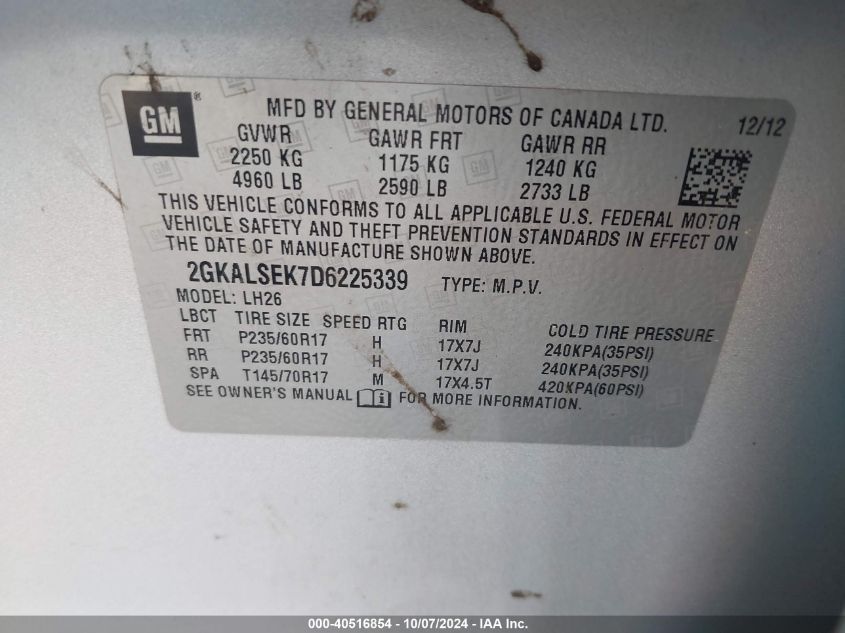 GM ®
MFD BY GENERAL MOTORS OF CANADA LTD. 12/12
GVWR GAWR FRT GAWR RR
2250 KG 1175 KG 1240 KG
4960 LB 2590 LB 2733 LB
THIS VEHICLE CONFORMS TO ALL APPLICABLE U.S. FEDERAL MOTOR
VEHICLE SAFETY AND THEFT PREVENTION STANDARDS IN EFFECT ON
THE DATE OF MANUFACTURE SHOWN ABOVE.
2GKALSEK7D6225339 TYPE: M.P.V.
MODEL: LH26
LBCT TIRE SIZE SPEED RTG RIM COLD TIRE PRESSURE
FRT P235/60R17 H 17X7J 240KPA(35PSI)
RR P235/60R17 H 17X7J 240KPA(35PSI)
SPA T145/70R17 M 17X4.5T 420KPA(60PSI)
SEE OWNER'S MANUAL i FOR MORE INFORMATION.
000-40516854 - 10/07/2024 - IAA Inc.